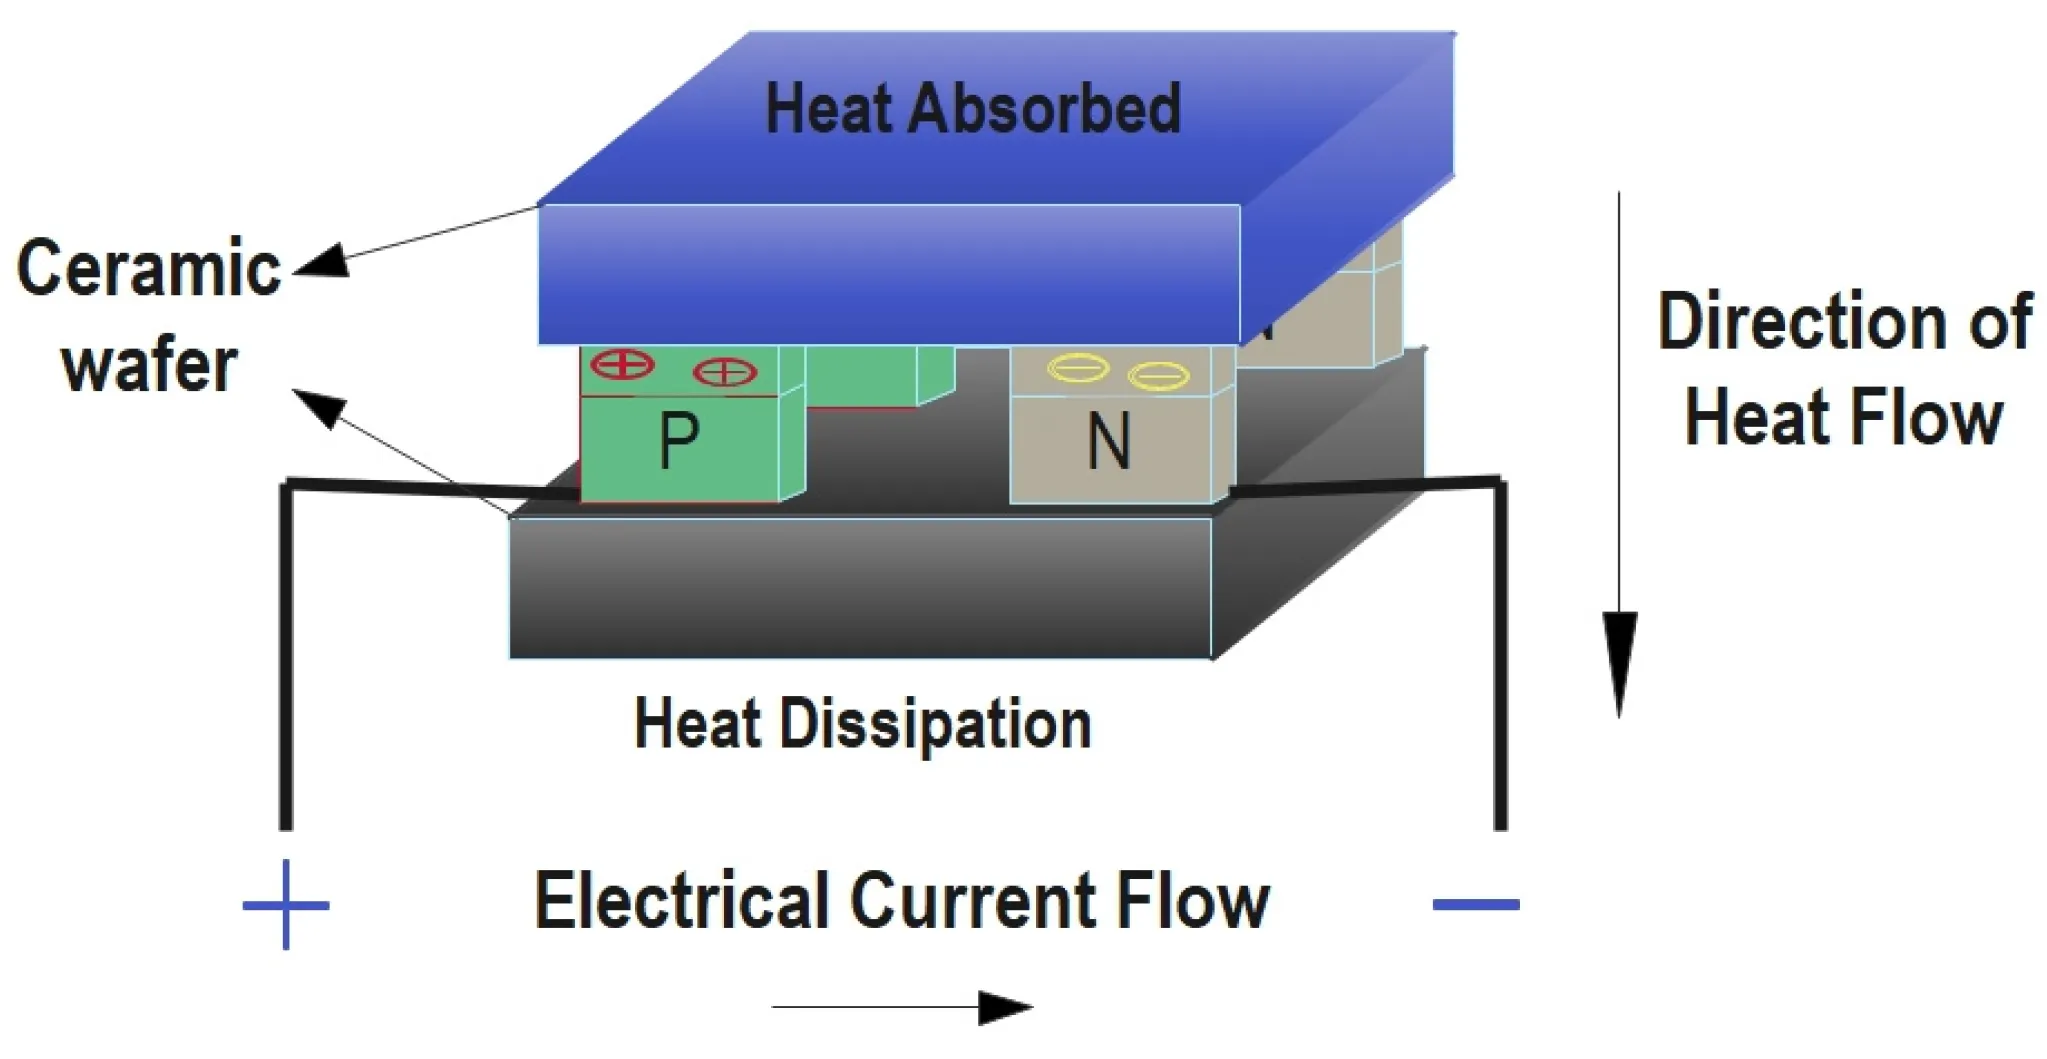 Heat Absorbed
Ceramic
wafer
Direction of
Heat Flow
P
N
Heat Dissipation
+
Electrical Current Flow
−